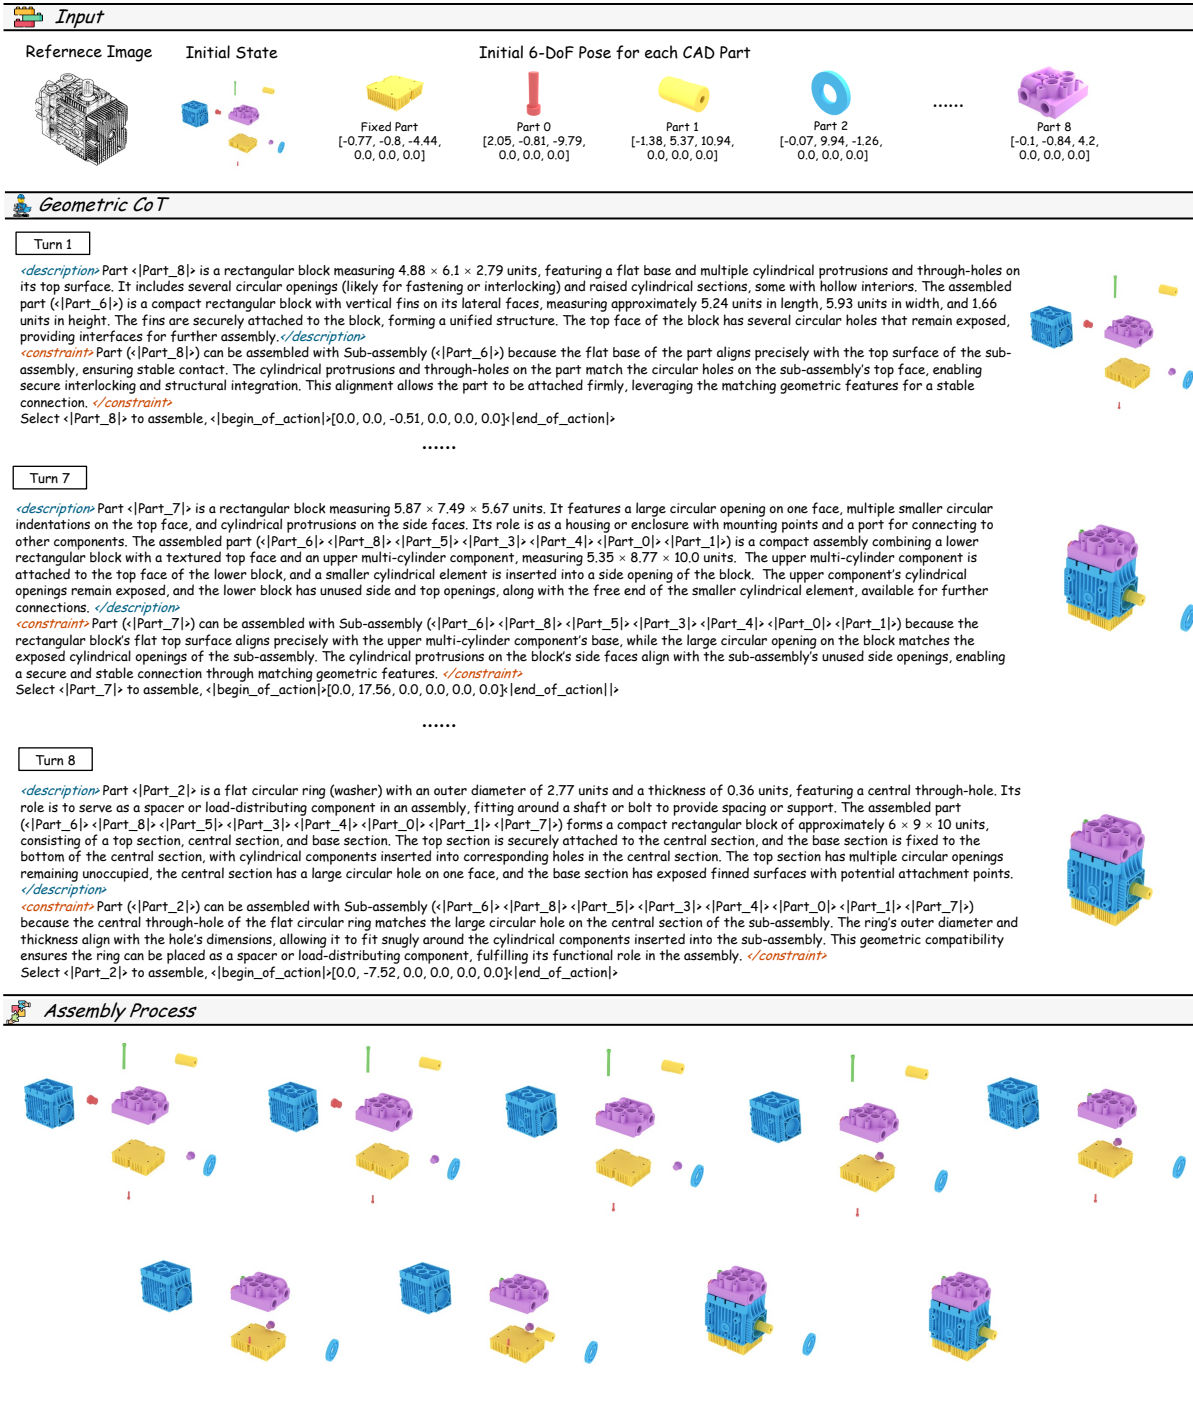 Input
Refernece Image
Initial State
Initial 6-DoF Pose for each CAD Part
Fixed Part
[-0.77, -0.8, -4.44,
0.0, 0.0, 0.0]
Part 0
[2.05, -0.81, -9.79,
0.0, 0.0, 0.0]
Part 1
[-1.38, 5.37, 10.94,
0.0, 0.0, 0.0]
Part 2
[-0.07, 9.94, -1.26,
0.0, 0.0, 0.0]
......
Part 8
[-0.1, -0.84, 4.2,
0.0, 0.0, 0.0]
Geometric CoT
Turn 1
<description> Part <|Part_8|> is a rectangular block measuring 4.88 × 6.1 × 2.79 units, featuring a flat base and multiple cylindrical protrusions and through-holes on
its top surface. It includes several circular openings (likely for fastening or interlocking) and raised cylindrical sections, some with hollow interiors. The assembled
part (<|Part_6|>) is a compact rectangular block with vertical fins on its lateral faces, measuring approximately 5.24 units in length, 5.93 units in width, and 1.66
units in height. The fins are securely attached to the block, forming a unified structure. The top face of the block has several circular holes that remain exposed,
providing interfaces for further assembly.</description>
<constraint> Part (<|Part_8|>) can be assembled with Sub-assembly (<|Part_6|>) because the flat base of the part aligns precisely with the top surface of the sub-
assembly, ensuring stable contact. The cylindrical protrusions and through-holes on the part match the circular holes on the sub-assembly's top face, enabling
secure interlocking and structural integration. This alignment allows the part to be attached firmly, leveraging the matching geometric features for a stable
connection. </constraint>
Select <|Part_8|> to assemble, <|begin_of_action|>[0.0, 0.0, -0.51, 0.0, 0.0, 0.0]<|end_of_action|>
......
Turn 7
<description> Part <|Part_7|> is a rectangular block measuring 5.87 × 7.49 × 5.67 units. It features a large circular opening on one face, multiple smaller circular
indentations on the top face, and cylindrical protrusions on the side faces. Its role is as a housing or enclosure with mounting points and a port for connecting to
other components. The assembled part (<|Part_6|> <|Part_8|> <|Part_5|> <|Part_3|> <|Part_4|> <|Part_0|> <|Part_1|>) is a compact assembly combining a lower
rectangular block with a textured top face and an upper multi-cylinder component, measuring 5.35 × 8.77 × 10.0 units. The upper multi-cylinder component is
attached to the top face of the lower block, and a smaller cylindrical element is inserted into a side opening of the block. The upper component's cylindrical
openings remain exposed, and the lower block has unused side and top openings, along with the free end of the smaller cylindrical element, available for further
connections. </description>
<constraint> Part (<|Part_7|>) can be assembled with Sub-assembly (<|Part_6|> <|Part_8|> <|Part_5|> <|Part_3|> <|Part_4|> <|Part_0|> <|Part_1|>) because the
rectangular block's flat top surface aligns precisely with the upper multi-cylinder component's base, while the large circular opening on the block matches the
exposed cylindrical openings of the sub-assembly. The cylindrical protrusions on the block's side faces align with the sub-assembly's unused side openings, enabling
a secure and stable connection through matching geometric features. </constraint>
Select <|Part_7|> to assemble, <|begin_of_action|>[0.0, 17.56, 0.0, 0.0, 0.0, 0.0]<|end_of_action||>
......
Turn 8
<description> Part <|Part_2|> is a flat circular ring (washer) with an outer diameter of 2.77 units and a thickness of 0.36 units, featuring a central through-hole. Its
role is to serve as a spacer or load-distributing component in an assembly, fitting around a shaft or bolt to provide spacing or support. The assembled part
(<|Part_6|> <|Part_8|> <|Part_5|> <|Part_3|> <|Part_4|> <|Part_0|> <|Part_1|> <|Part_7|>) forms a compact rectangular block of approximately 6 × 9 × 10 units,
consisting of a top section, central section, and base section. The top section is securely attached to the central section, and the base section is fixed to the
bottom of the central section, with cylindrical components inserted into corresponding holes in the central section. The top section has multiple circular openings
remaining unoccupied, the central section has a large circular hole on one face, and the base section has exposed finned surfaces with potential attachment points.
</description>
<constraint> Part (<|Part_2|>) can be assembled with Sub-assembly (<|Part_6|> <|Part_8|> <|Part_5|> <|Part_3|> <|Part_4|> <|Part_0|> <|Part_1|> <|Part_7|>)
because the central through-hole of the flat circular ring matches the large circular hole on the central section of the sub-assembly. The ring's outer diameter and
thickness align with the hole's dimensions, allowing it to fit snugly around the cylindrical components inserted into the sub-assembly. This geometric compatibility
ensures the ring can be placed as a spacer or load-distributing component, fulfilling its functional role in the assembly. </constraint>
Select <|Part_2|> to assemble, <|begin_of_action|>[0.0, -7.52, 0.0, 0.0, 0.0, 0.0]<|end_of_action|>
Assembly Process